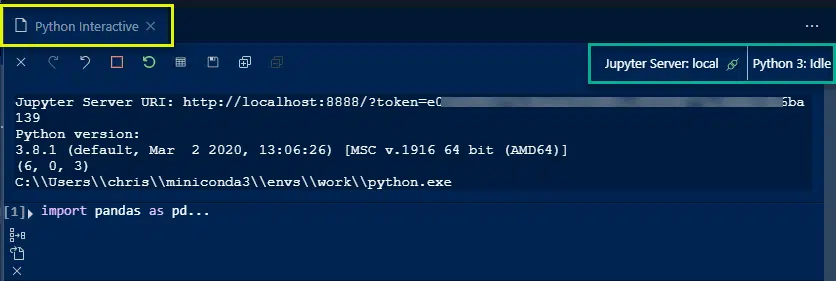 Python Interactive
Jupyter Server: local
Python 3: Idle
Jupyter Server URI: http://localhost:8888/?token=e0
6ba
139
Python version:
3.8.1 (default, Mar  2 2020, 13:06:26) [MSC v.1916 64 bit (AMD64)]
(6, 0, 3)
C:\\Users\\chris\\miniconda3\\envs\\work\\python.exe
[1] import pandas as pd...